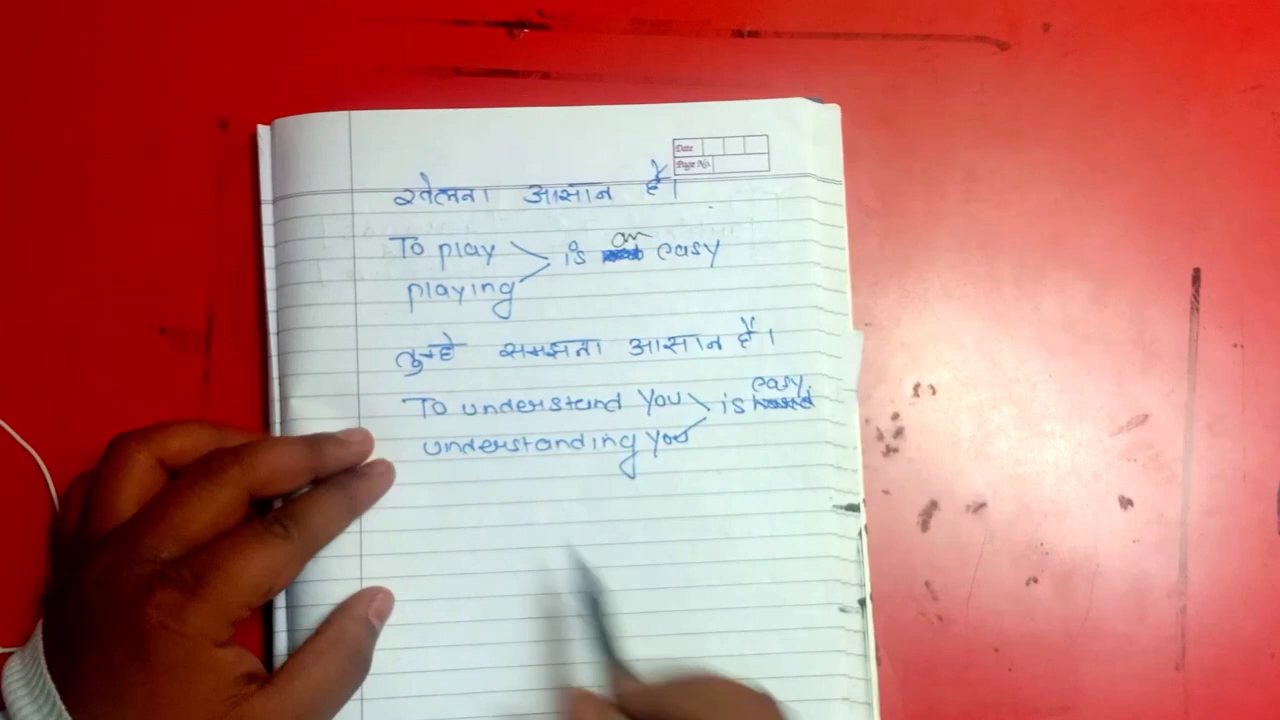 Date
Page No.
खेलना आसान है।
To play
is an easy
playing
तुम्हे समझना आसान हैं।
To understand you
is easy.
understanding you